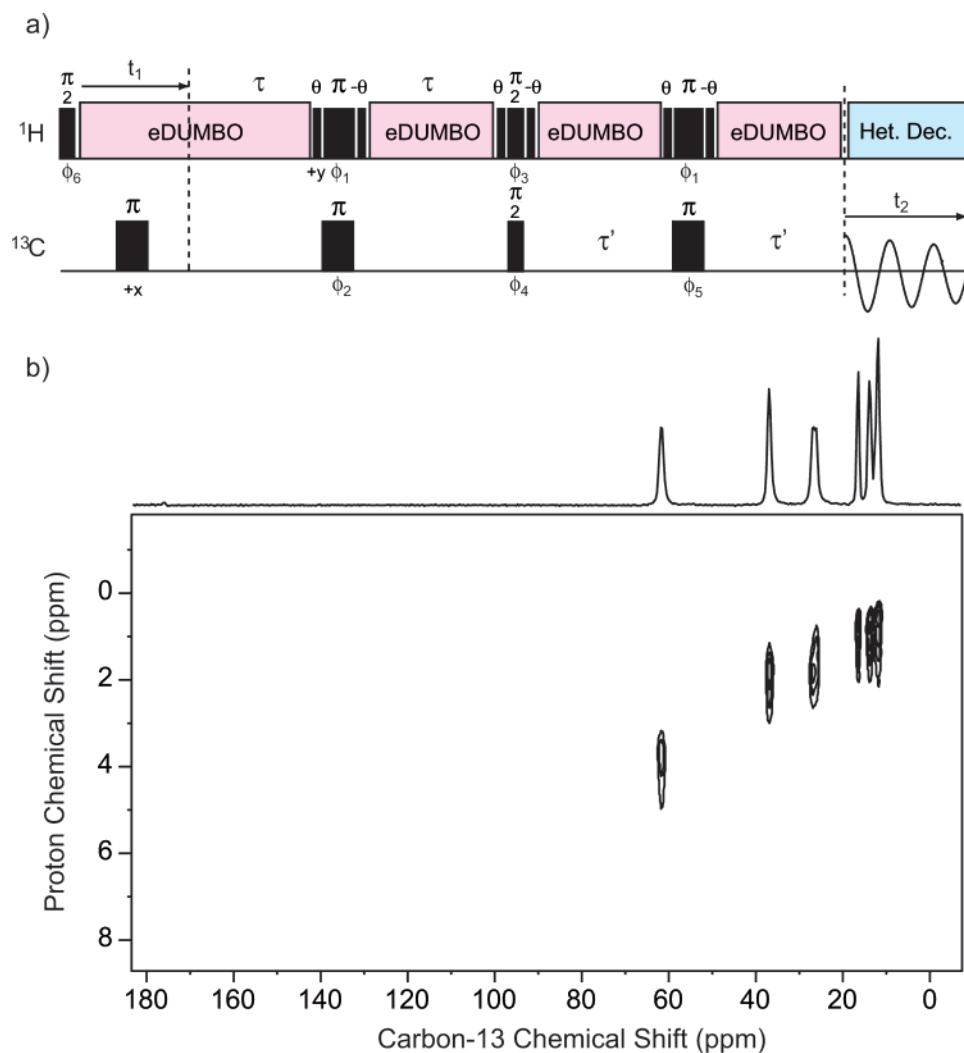 a)
π/2 t₁ τ θ π -θ τ θ π/2 -θ θ π -θ
¹H eDUMBO eDUMBO eDUMBO eDUMBO Het. Dec.
ϕ₆ +y ϕ₁ ϕ₃ ϕ₁
π π π/2 τ' π τ' t₂
¹³C
+x ϕ₂ ϕ₄ ϕ₅
b)
Proton Chemical Shift (ppm)
0
2
4
6
8
180 160 140 120 100 80 60 40 20 0
Carbon-13 Chemical Shift (ppm)